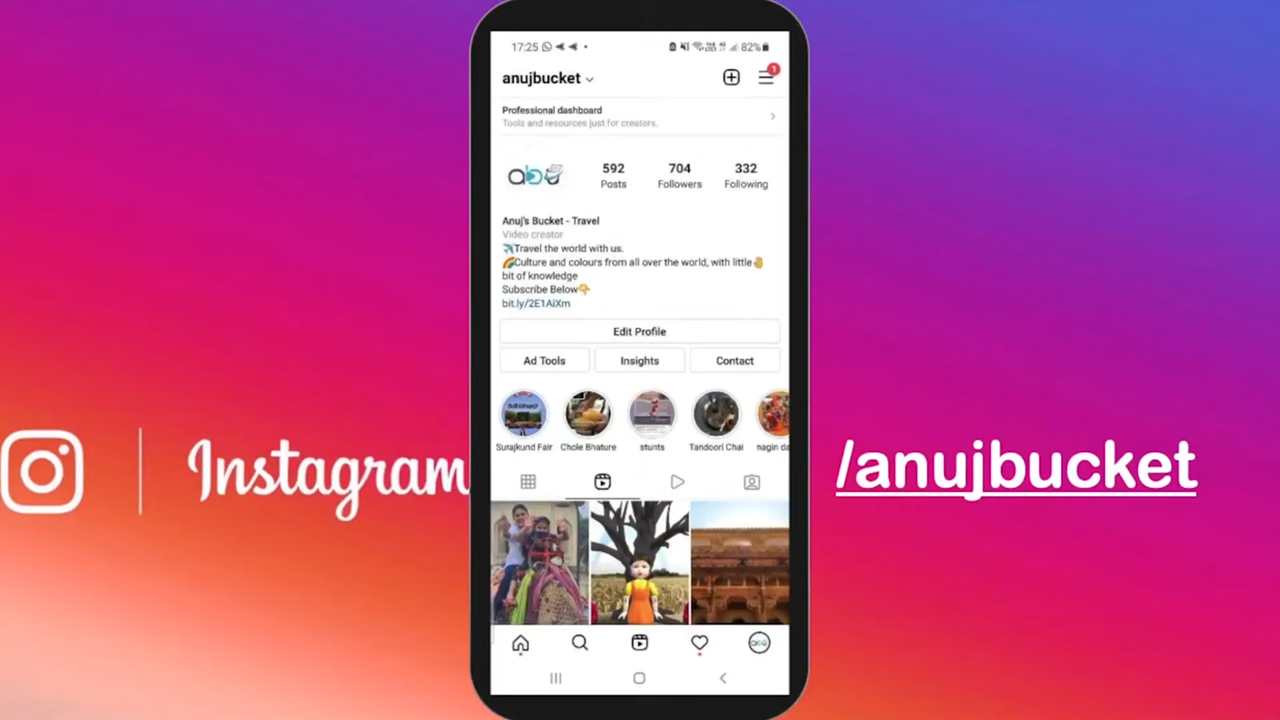 17:25 82%
anujbucket
1
Professional dashboard
Tools and resources just for creators.
592 704 332
Posts Followers Following
Anuj's Bucket - Travel
Video creator
✈️Travel the world with us.
🌈Culture and colours from all over the world, with little🤚
bit of knowledge
Subscribe Below👇
bit.ly/2E1AiXm
Edit Profile
Ad Tools Insights Contact
Surajkund Fair Chole Bhature stunts Tandoori Chai nagin da
Instagram /anujbucket